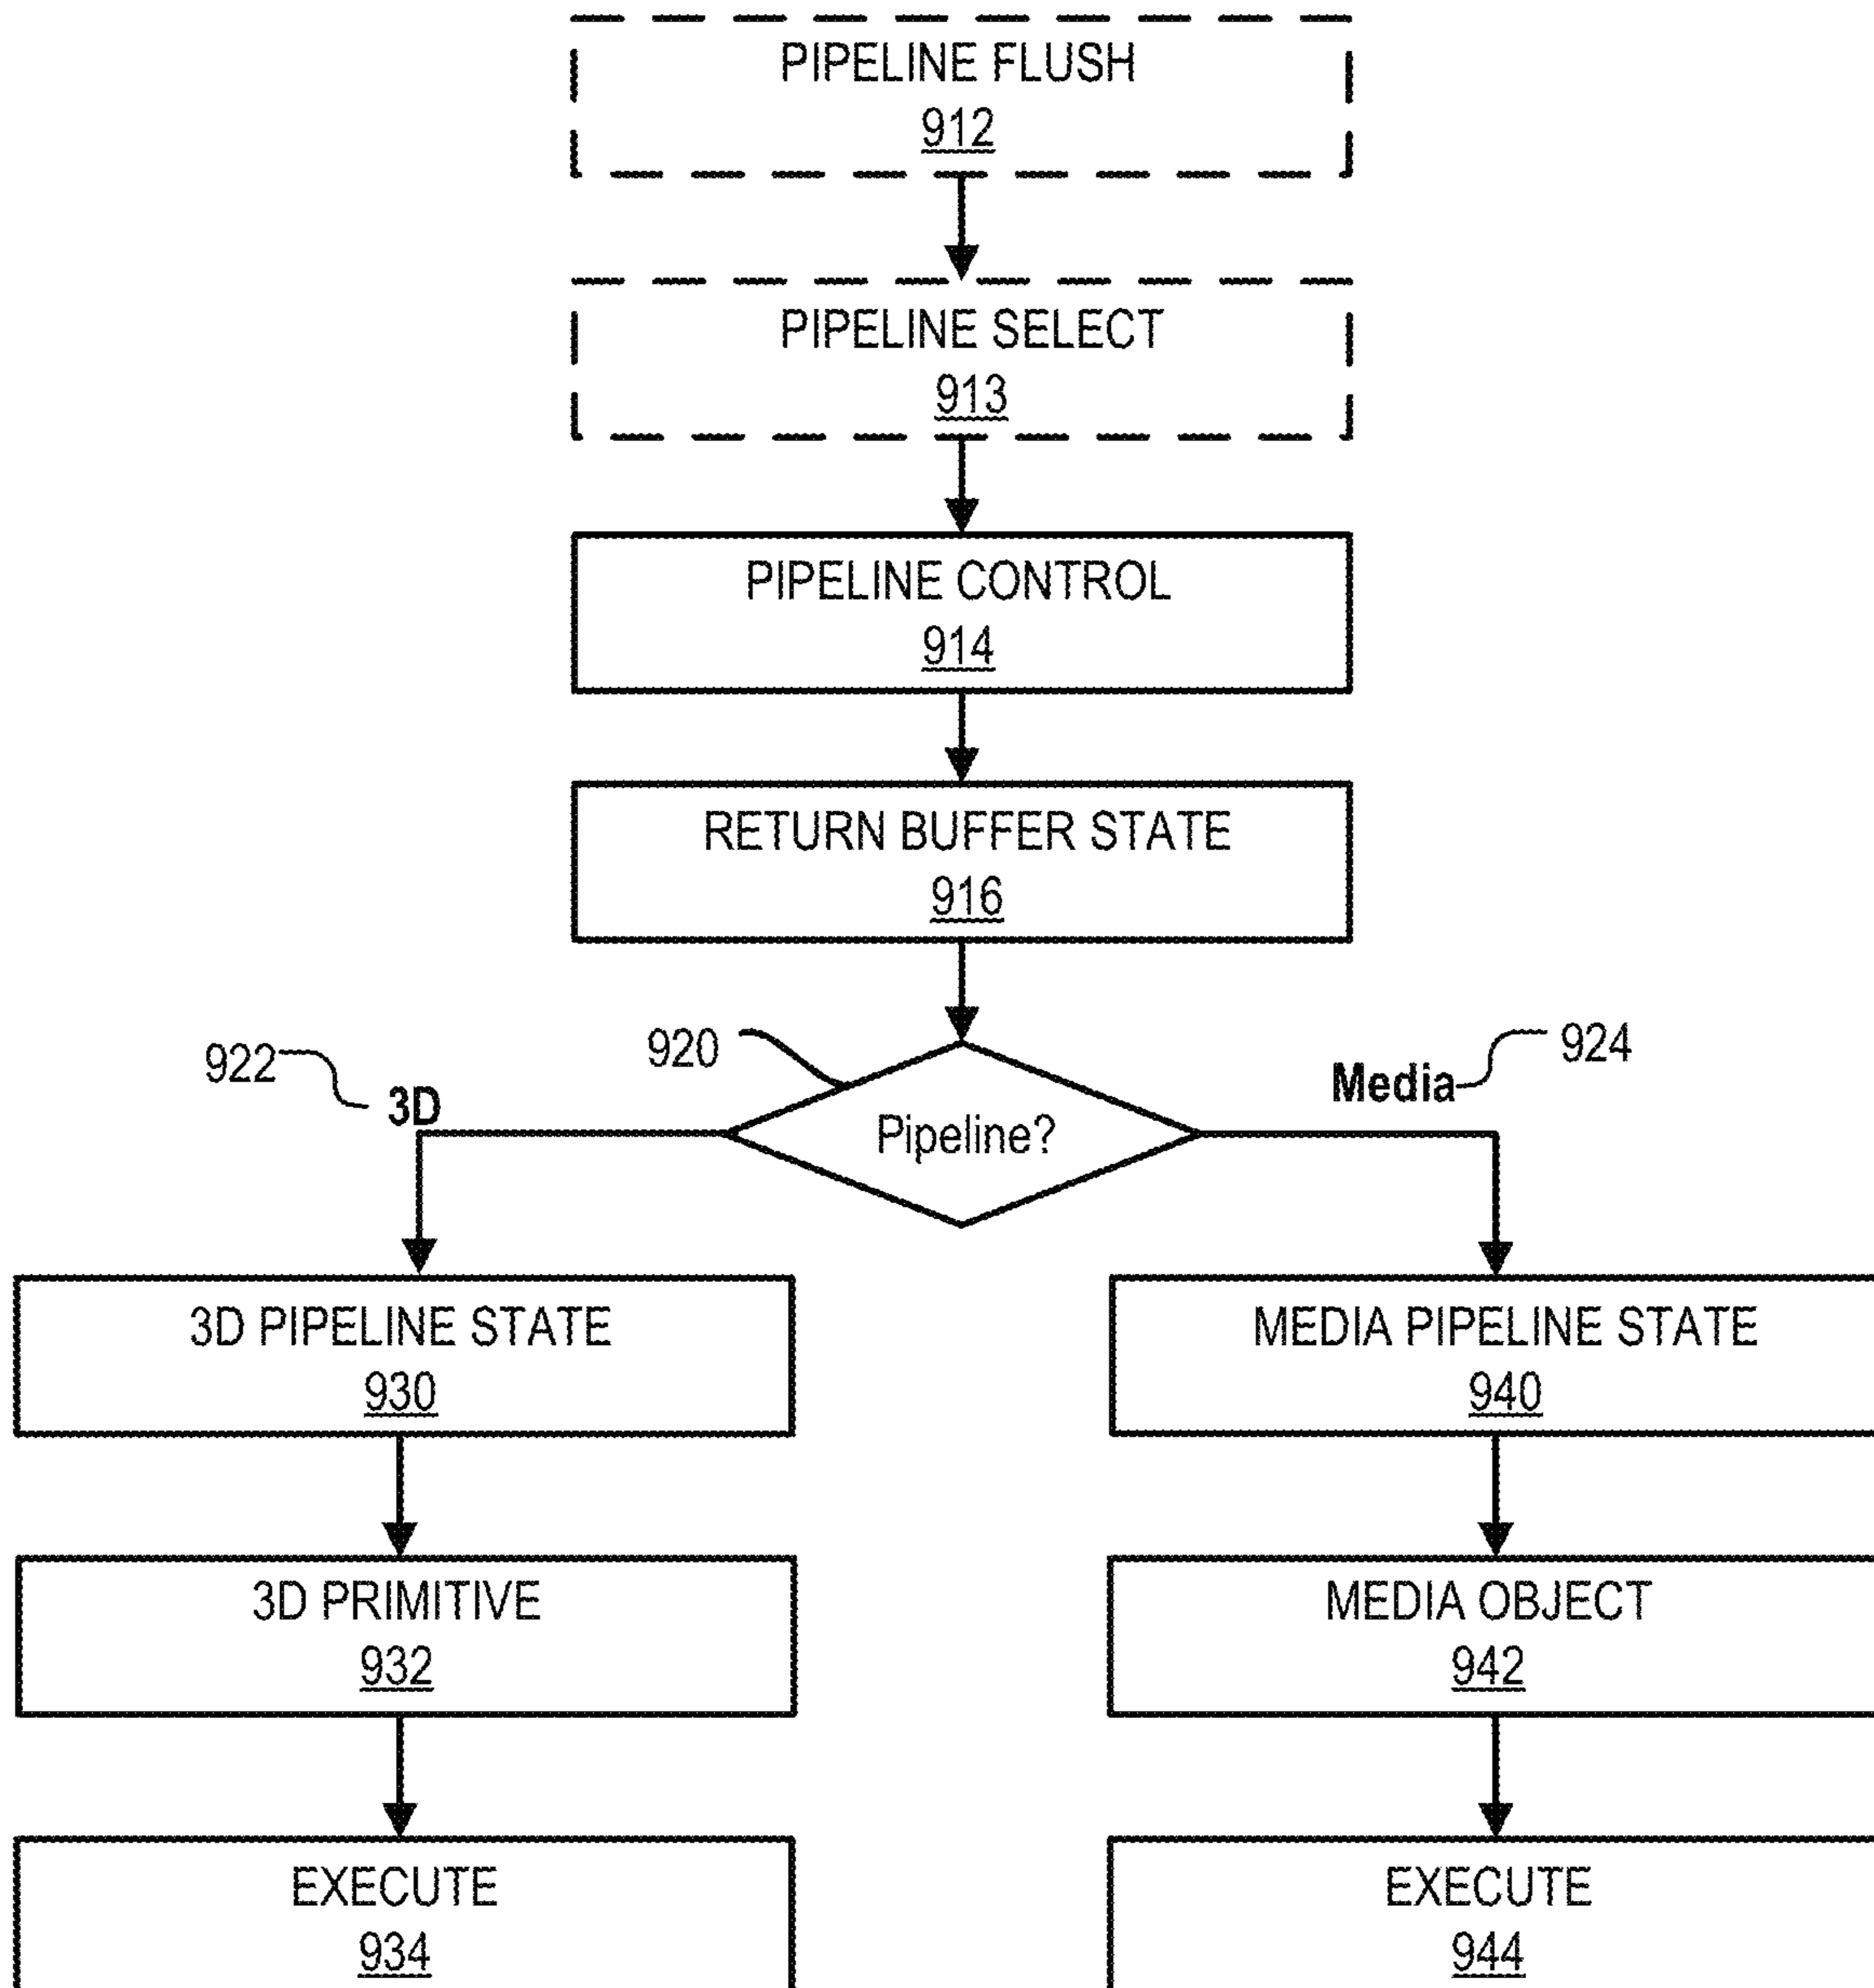 PIPELINE FLUSH
912
PIPELINE SELECT
913
PIPELINE CONTROL
914
RETURN BUFFER STATE
916
922
3D
920
Pipeline?
Media
924
3D PIPELINE STATE
930
MEDIA PIPELINE STATE
940
3D PRIMITIVE
932
MEDIA OBJECT
942
EXECUTE
934
EXECUTE
944